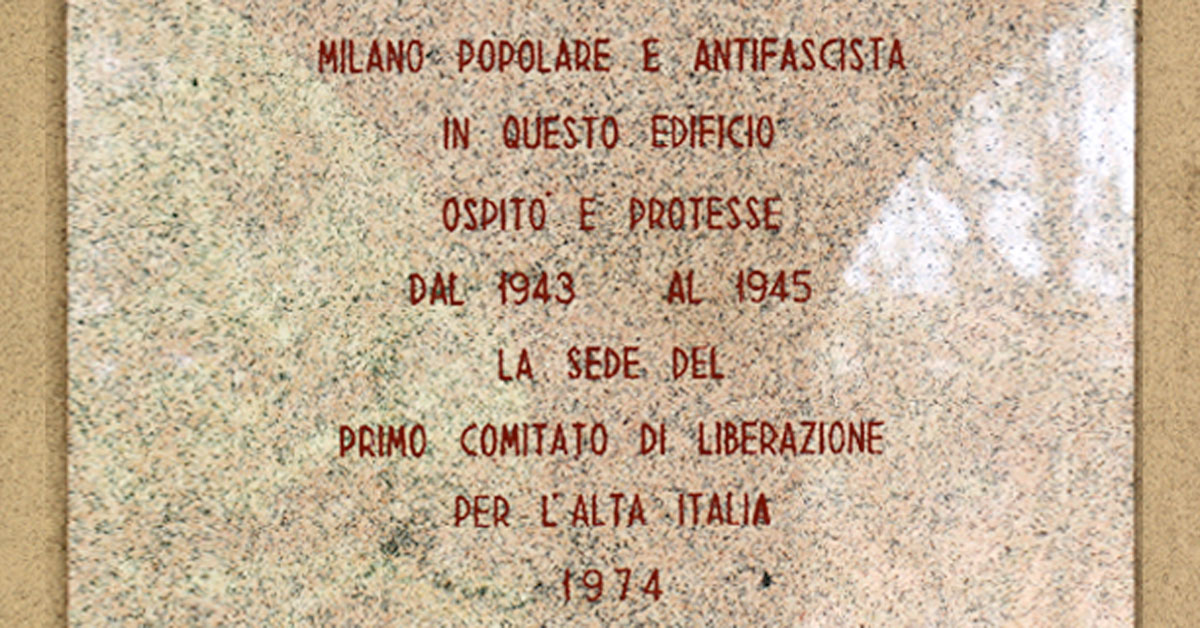 MILANO POPOLARE E ANTIFASCISTA
IN QUESTO EDIFICIO
OSPITO' E PROTESSE
DAL 1943 AL 1945
LA SEDE DEL
PRIMO COMITATO DI LIBERAZIONE
PER L'ALTA ITALIA
1974